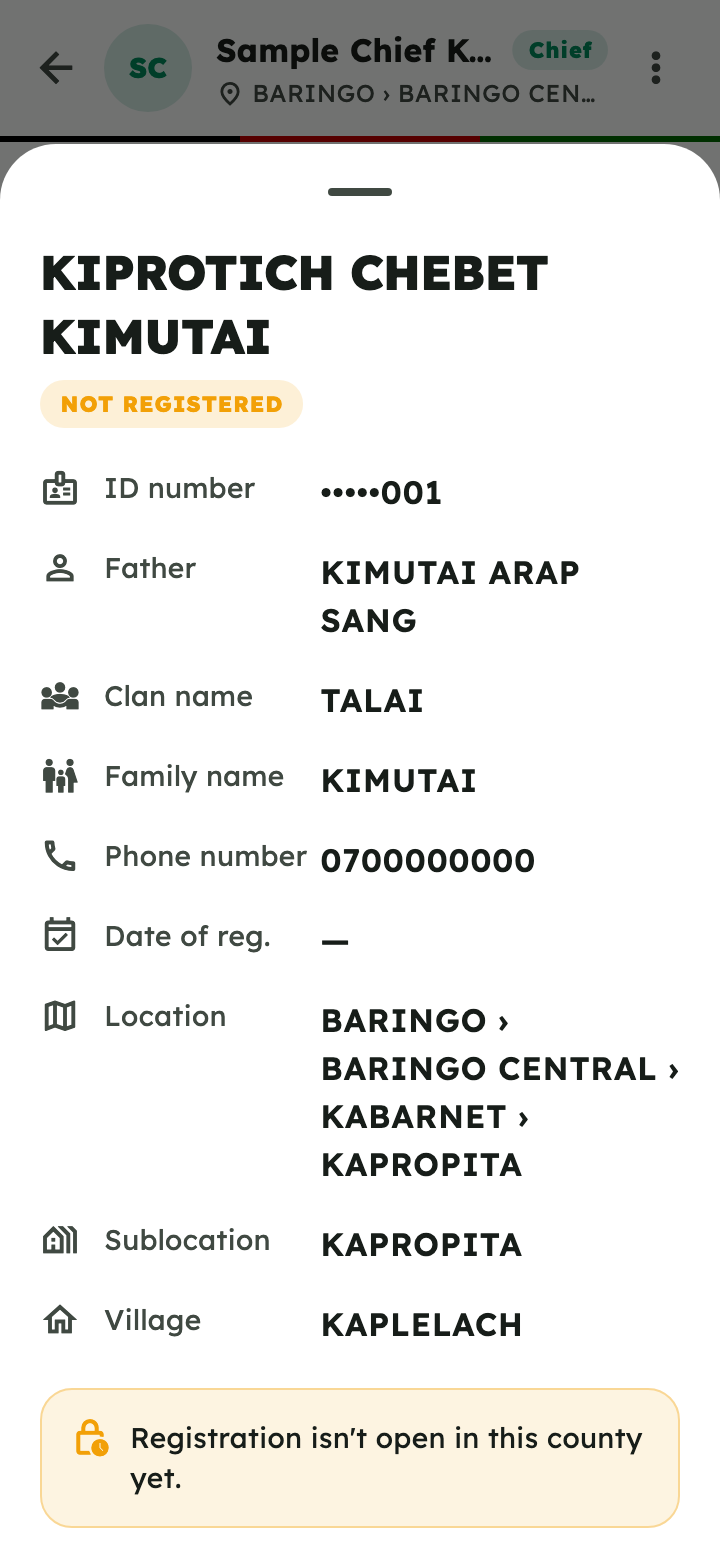 SC
Sample Chief K... Chief
BARINGO › BARINGO CEN...
KIPROTICH CHEBET
KIMUTAI
NOT REGISTERED
ID number •••••001
Father KIMUTAI ARAP
SANG
Clan name TALAI
Family name KIMUTAI
Phone number 0700000000
Date of reg. —
Location BARINGO ›
BARINGO CENTRAL ›
KABARNET ›
KAPROPITA
Sublocation KAPROPITA
Village KAPLELACH
Registration isn't open in this county
yet.